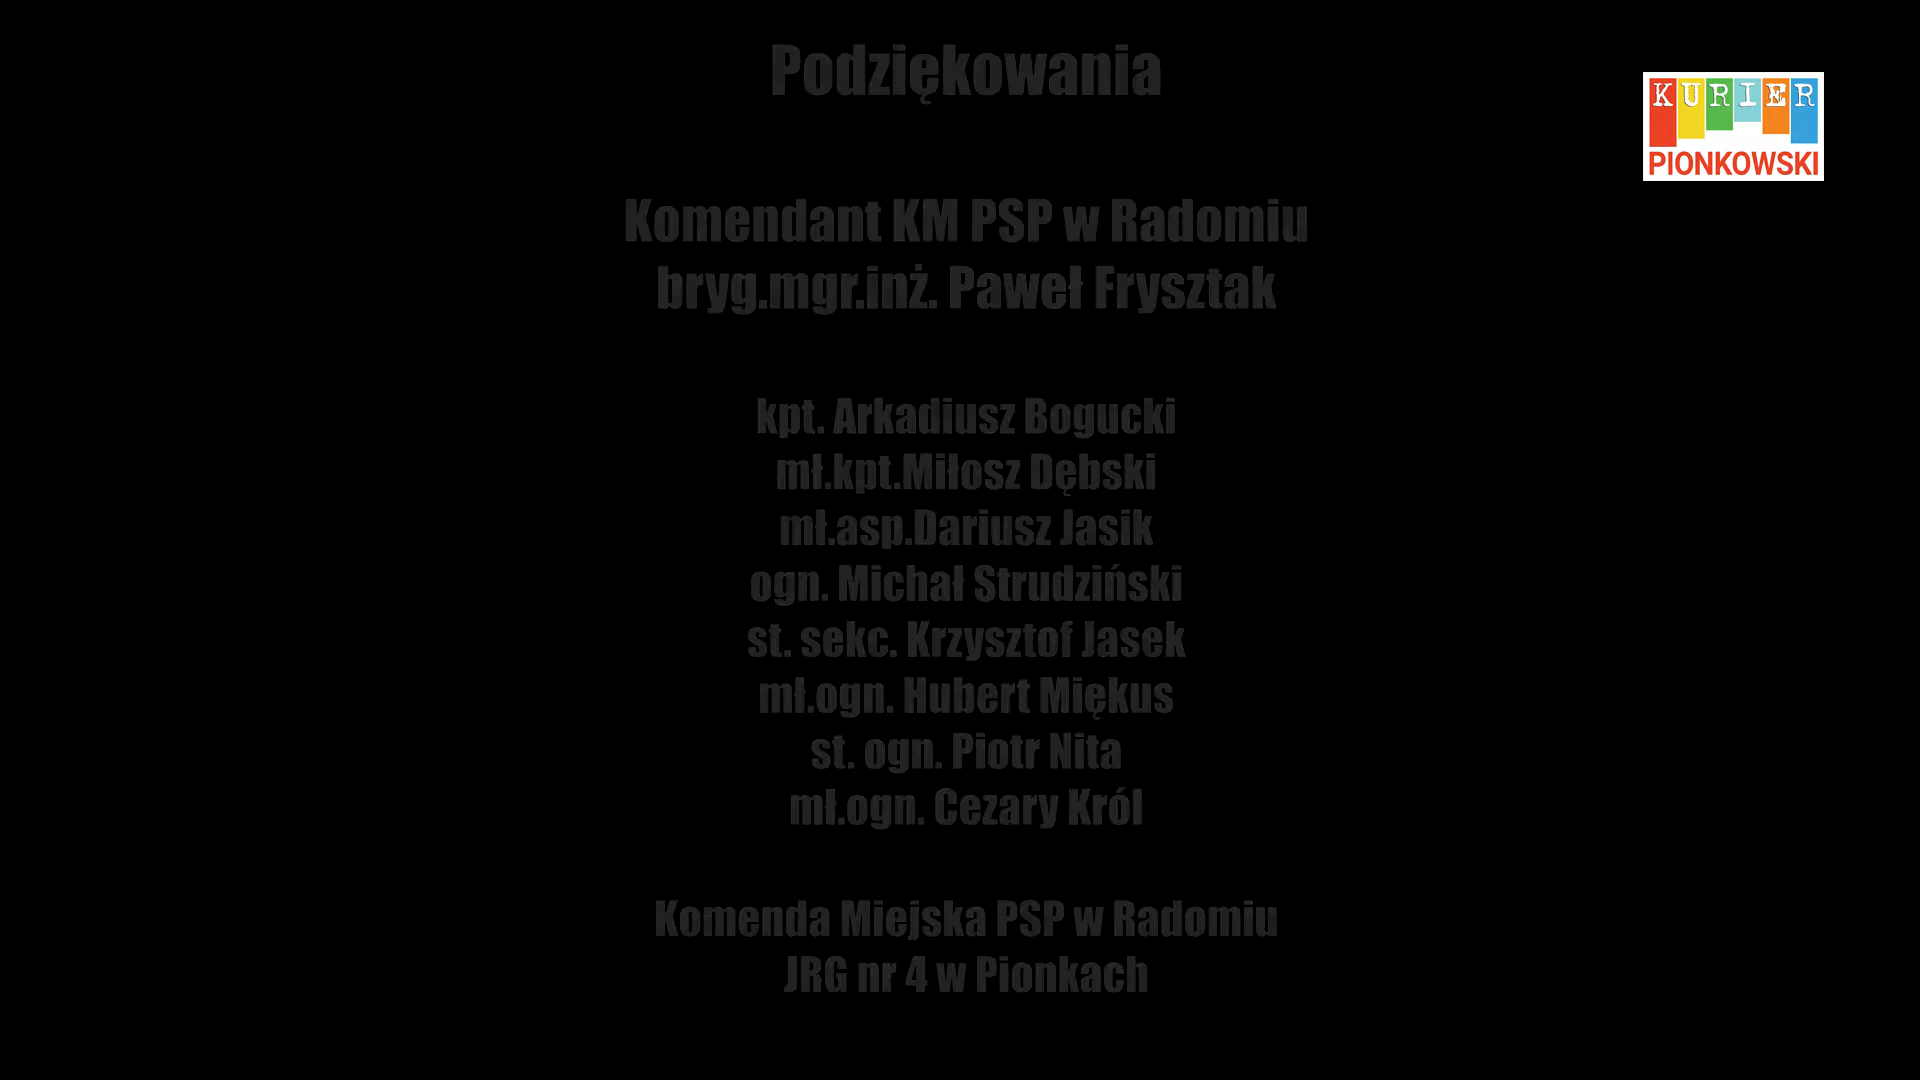 Podziękowania
KURIER
PIONKOWSKI
Komendant KM PSP w Radomiu
bryg.mgr.inż. Paweł Frysztak
kpt. Arkadiusz Bogucki
mł.kpt.Miłosz Dębski
mł.asp.Dariusz Jasik
ogn. Michał Strudziński
st. sekc. Krzysztof Jasek
mł.ogn. Hubert Miękus
st. ogn. Piotr Nita
mł.ogn. Cezary Król
Komenda Miejska PSP w Radomiu
JRG nr 4 w Pionkach